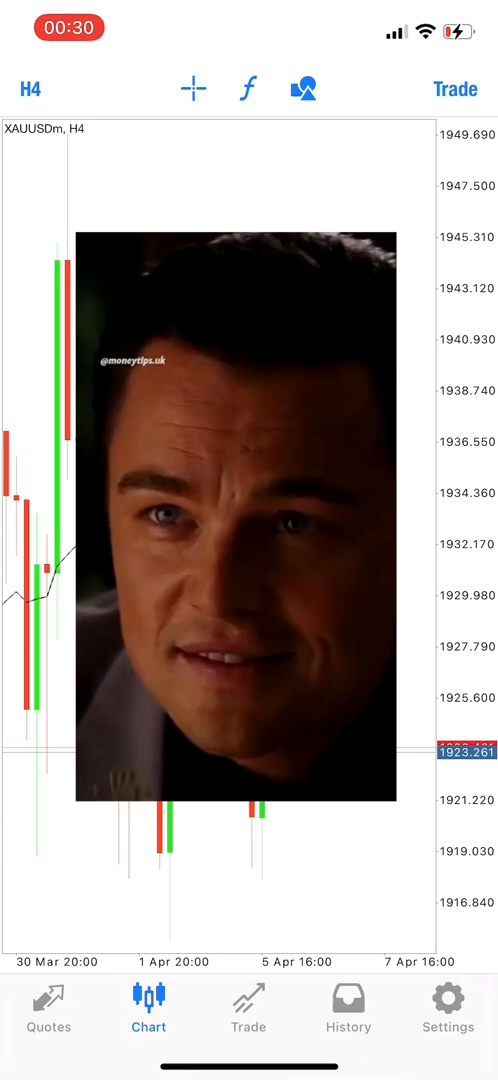 00:30
H4
Trade
XAUUSDm, H4
1949.690
1947.500
1945.310
1943.120
1940.930
@moneytips.uk
1938.740
1936.550
1934.360
1932.170
1929.980
1927.790
1925.600
1923.261
1921.220
1919.030
1916.840
30 Mar 20:00 1 Apr 20:00 5 Apr 16:00 7 Apr 16:00
Quotes Chart Trade History Settings